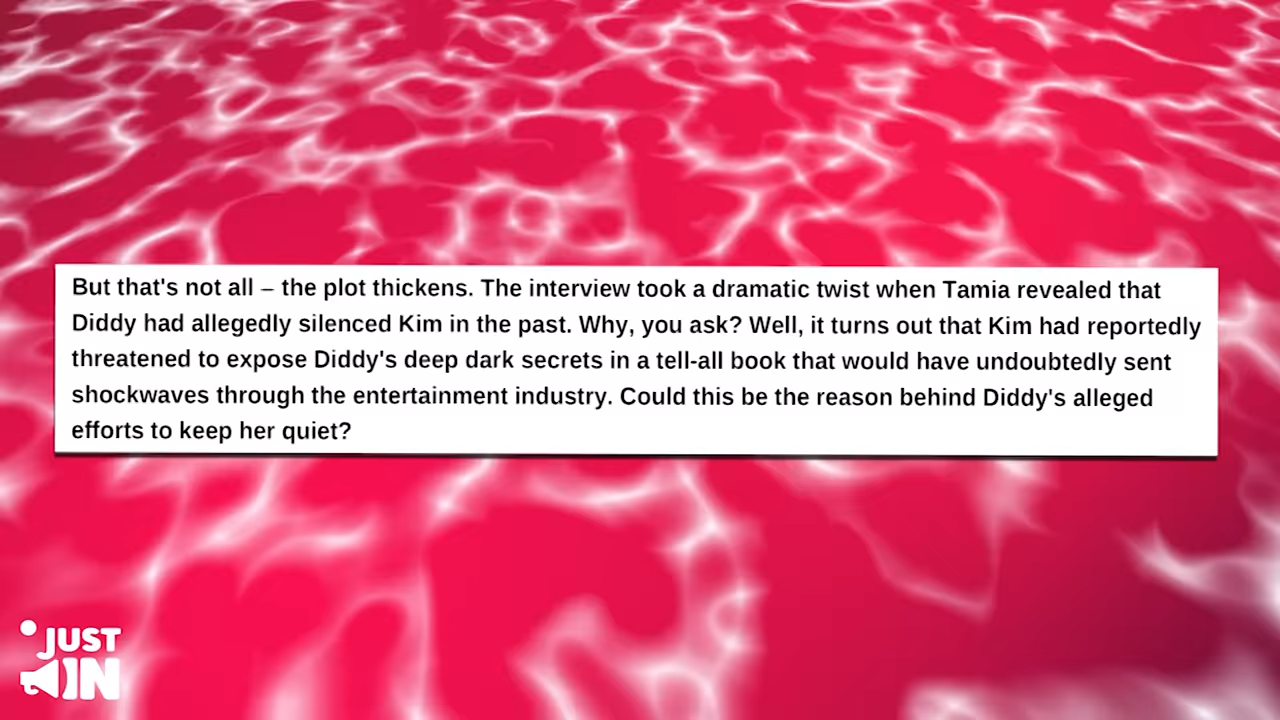 But that's not all – the plot thickens. The interview took a dramatic twist when Tamia revealed that
Diddy had allegedly silenced Kim in the past. Why, you ask? Well, it turns out that Kim had reportedly
threatened to expose Diddy's deep dark secrets in a tell-all book that would have undoubtedly sent
shockwaves through the entertainment industry. Could this be the reason behind Diddy's alleged
efforts to keep her quiet?
JUST
IN